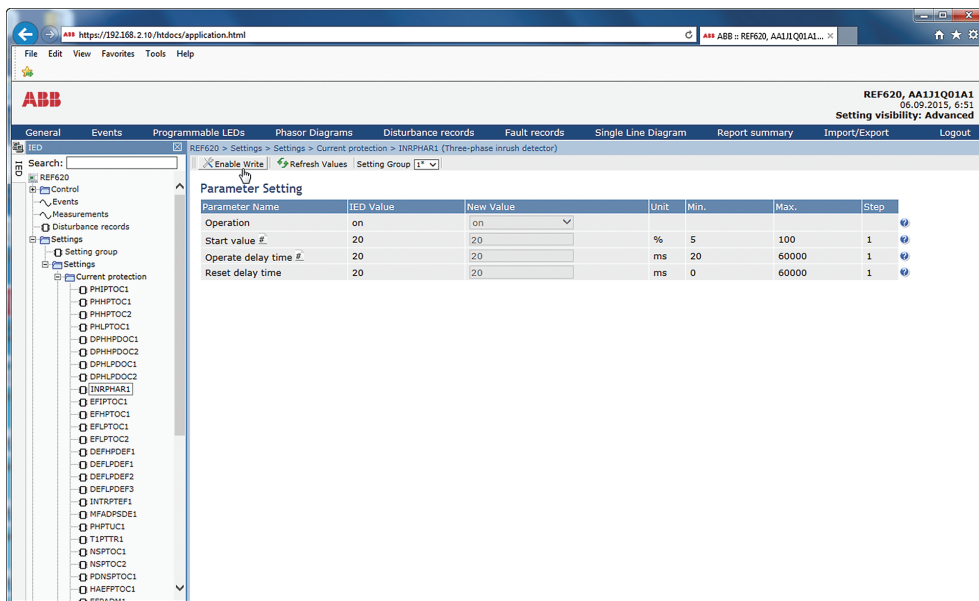 https://192.168.2.10/htdocs/application.html
ABB :: REF620, AA1J1Q01A1...
File Edit View Favorites Tools Help
ABB
REF620, AA1J1Q01A1
06.09.2015, 6:51
Setting visibility: Advanced
General Events Programmable LEDs Phasor Diagrams Disturbance records Fault records Single Line Diagram Report summary Import/Export Logout
IED
REF620 > Settings > Settings > Current protection > INRPHAR1 (Three-phase inrush detector)
IED
Search:
Enable Write Refresh Values Setting Group 1*
REF620
Control
Events
Measurements
Disturbance records
Settings
Setting group
Settings
Current protection
PHIPTOC1
PHHPTOC1
PHHPTOC2
PHLPTOC1
DPHHPDOC1
DPHHPDOC2
DPHLPDOC1
DPHLPDOC2
INRPHAR1
EFIPTOC1
EFHPTOC1
EFLPTOC1
EFLPTOC2
DEFHPDEF1
DEFLPDEF1
DEFLPDEF2
DEFLPDEF3
INTRPTEF1
MFADPSDE1
PHPTUC1
T1PTTR1
NSPTOC1
NSPTOC2
PDNSPTOC1
HAEFPTOC1
Parameter Setting
Parameter Name IED Value New Value Unit Min. Max. Step
Operation on on
Start value # 20 20 % 5 100 1
Operate delay time # 20 20 ms 20 60000 1
Reset delay time 20 20 ms 0 60000 1